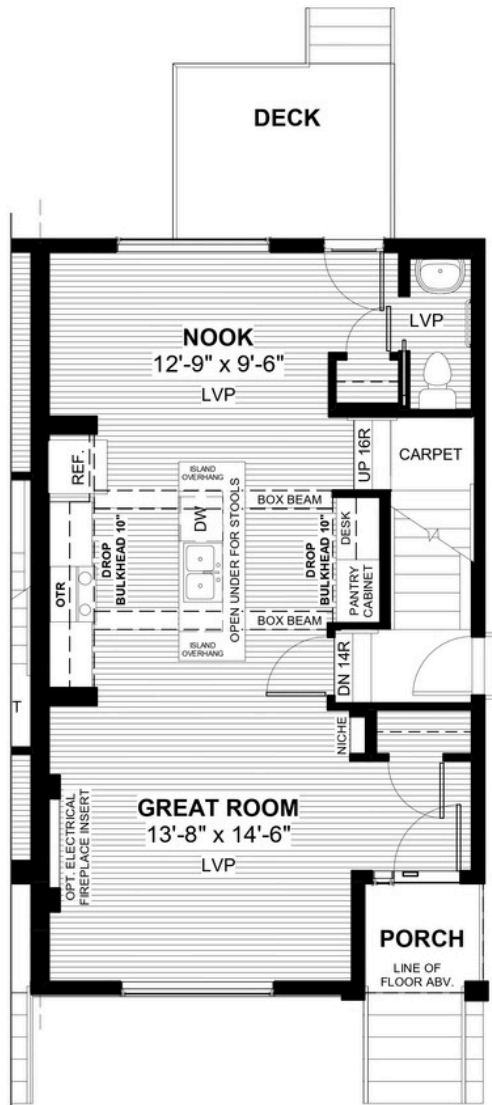 DECK
LVP
NOOK
12'-9" x 9'-6"
LVP
REF.
UP 16R
CARPET
ISLAND
OVERHANG
BOX BEAM
DW
OPEN UNDER FOR STOOLS
DROP
BULKHEAD 10"
OTR
DROP
BULKHEAD 10"
DESK
PANTRY
CABINET
BOX BEAM
ISLAND
OVERHANG
DN 14R
T
NICHE
GREAT ROOM
13'-8" x 14'-6"
LVP
OPT. ELECTRICAL
FIREPLACE INSERT
PORCH
LINE OF
FLOOR ABV.